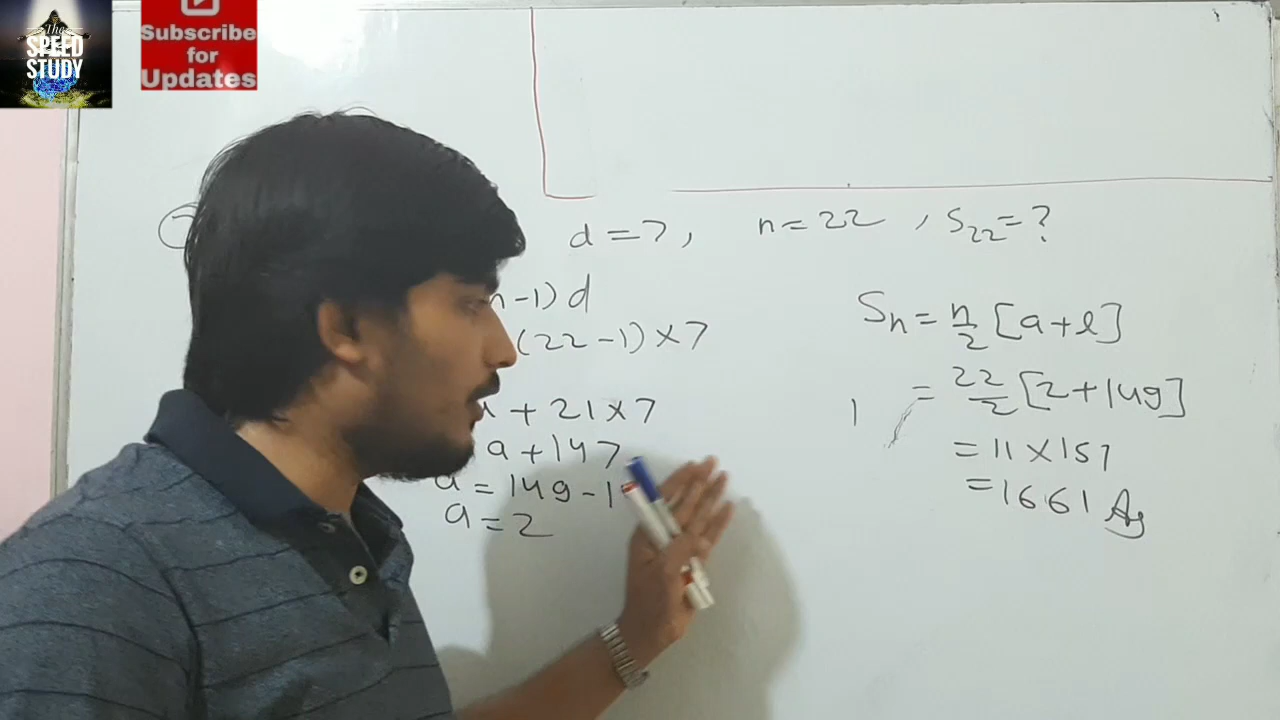 The
SPEED
STUDY
Subscribe
for
Updates
d = 7, n = 22 , S₂₂ = ?
n-1) d
(22-1)×7
+ 21×7
a + 147
a = 149 - 1
a = 2
Sₙ = n/2 [a+l]
= 22/2 [2+149]
= 11×151
= 1661 Ans